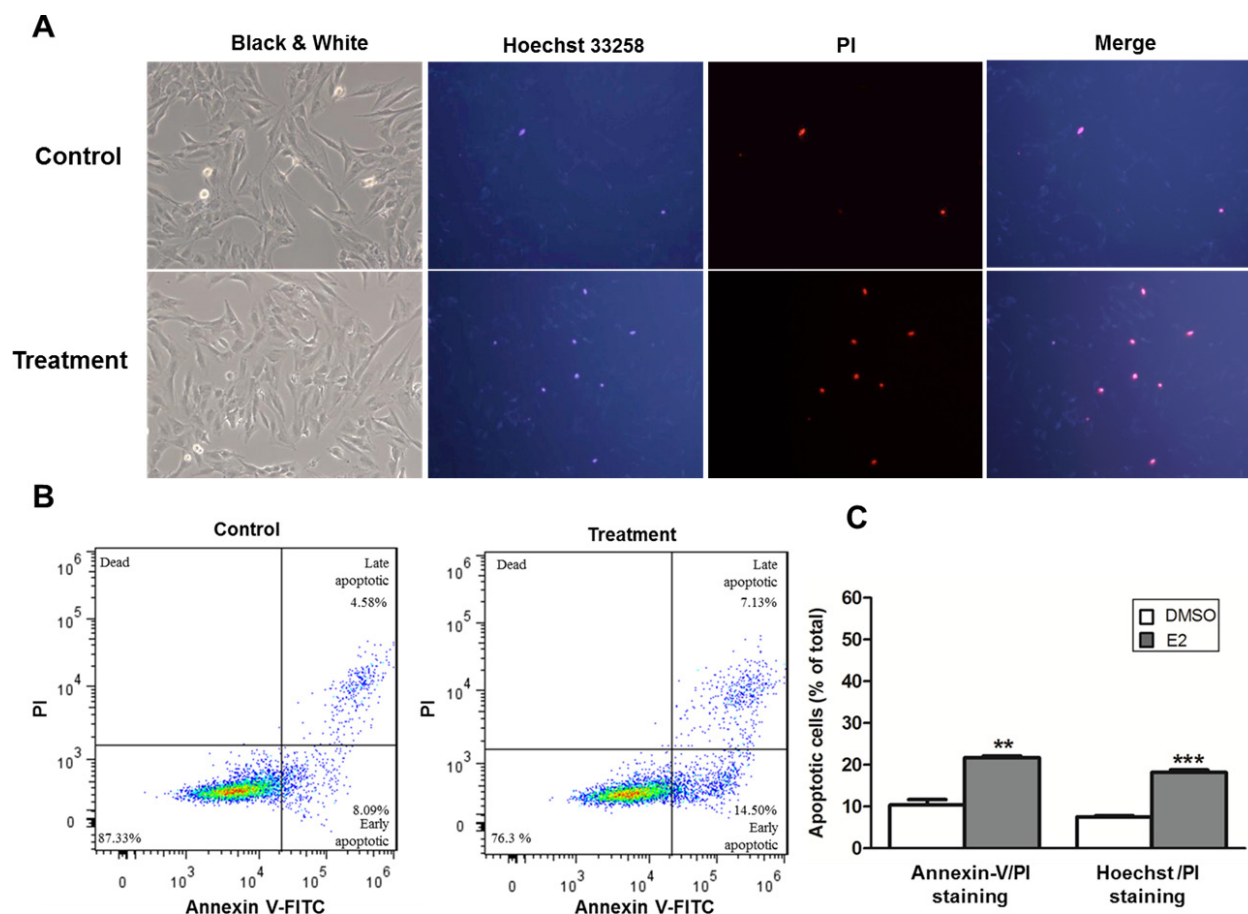 A
Black & White
Hoechst 33258
PI
Merge
Control
Treatment
B
Control
Dead
Late
apoptotic
4.58%
8.09%
Early
apoptotic
87.33%
PI
10^6
10^5
10^4
10^3
0
0
10^3
10^4
10^5
10^6
Annexin V-FITC
Treatment
Dead
Late
apoptotic
7.13%
14.50%
Early
apoptotic
76.3 %
PI
10^6
10^5
10^4
10^3
0
0
10^3
10^4
10^5
10^6
Annexin V-FITC
C
Apoptotic cells (% of total)
60
50
40
30
20
10
0
DMSO
E2
**
***
Annexin-V/PI
staining
Hoechst/PI
staining